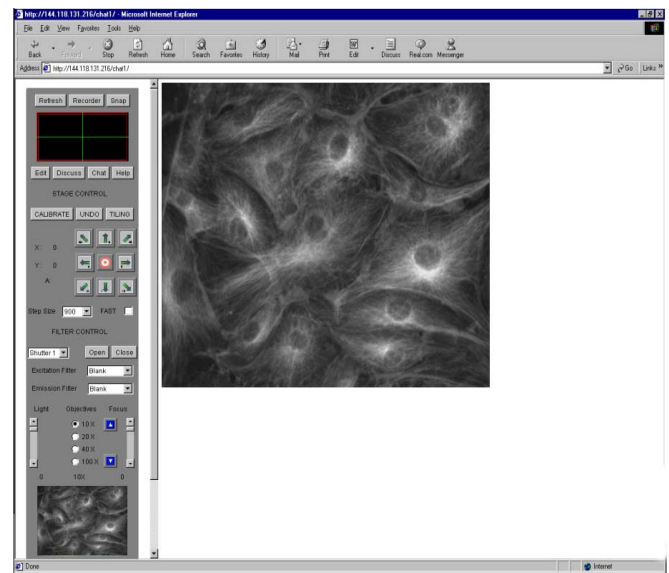 http://144.118.131.216/chat1/ - Microsoft Internet Explorer
File Edit View Favorites Tools Help
Back Forward Stop Refresh Home Search Favorites History Mail Print Edit Discuss Real.com Messenger
Address http://144.118.131.216/chat1/ Go Links »
Refresh Recorder Snap
Edit Discuss Chat Help
STAGE CONTROL
CALIBRATE UNDO TILING
X: 0
Y: 0
A:
Step Size 900 FAST
FILTER CONTROL
Shutter 1 Open Close
Excitation Filter Blank
Emission Filter Blank
Light Objectives Focus
10 X
20 X
40 X
100 X
0 10X 0
Done Internet